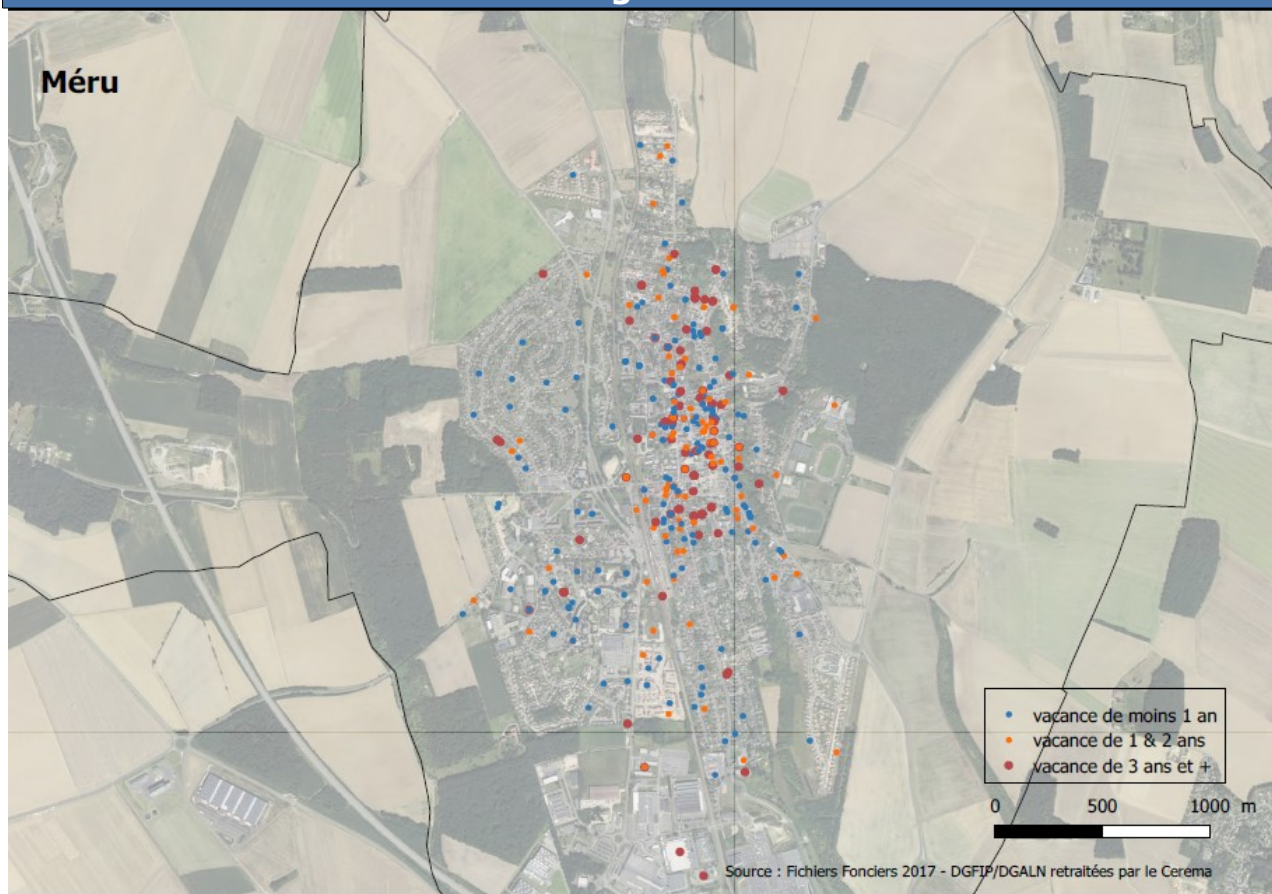 Méru
vacance de moins 1 an
vacance de 1 & 2 ans
vacance de 3 ans et +
0 500 1000 m
Source : Fichiers Fonciers 2017 - DGFIP/DGALN retraitées par le Cerema